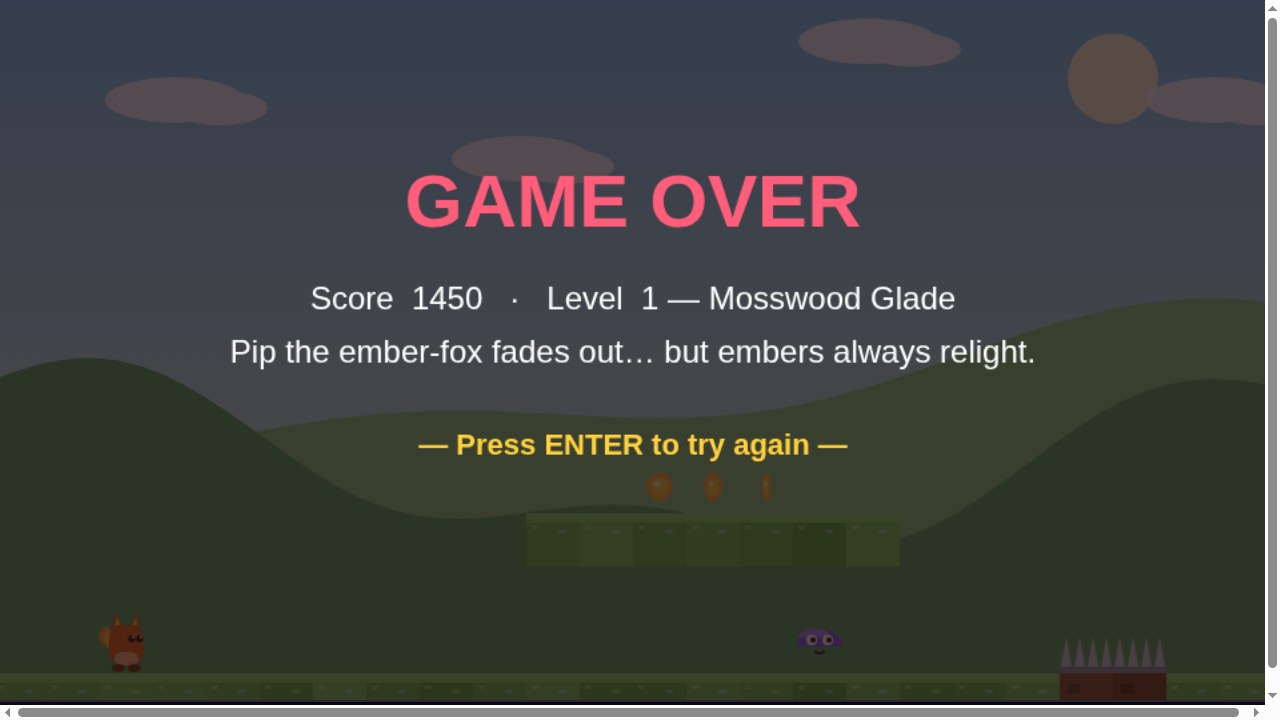 GAME OVER
Score 1450 · Level 1 — Mosswood Glade
Pip the ember-fox fades out… but embers always relight.
— Press ENTER to try again —